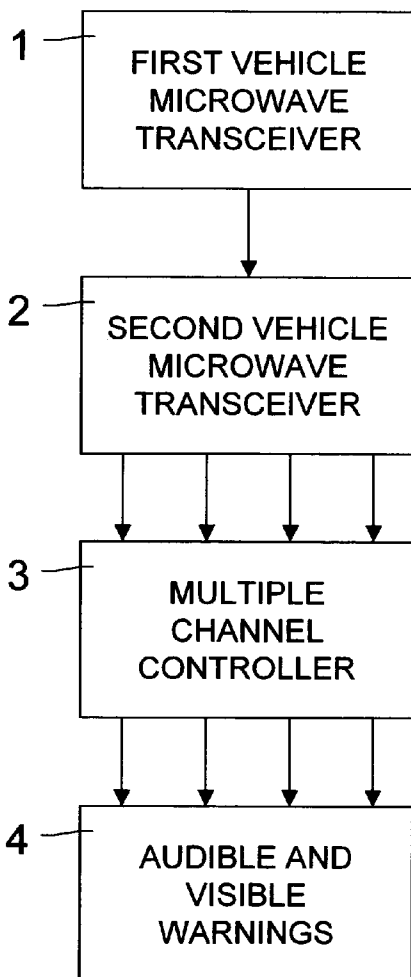 1
FIRST VEHICLE
MICROWAVE
TRANSCEIVER
2
SECOND VEHICLE
MICROWAVE
TRANSCEIVER
3
MULTIPLE
CHANNEL
CONTROLLER
4
AUDIBLE AND
VISIBLE
WARNINGS